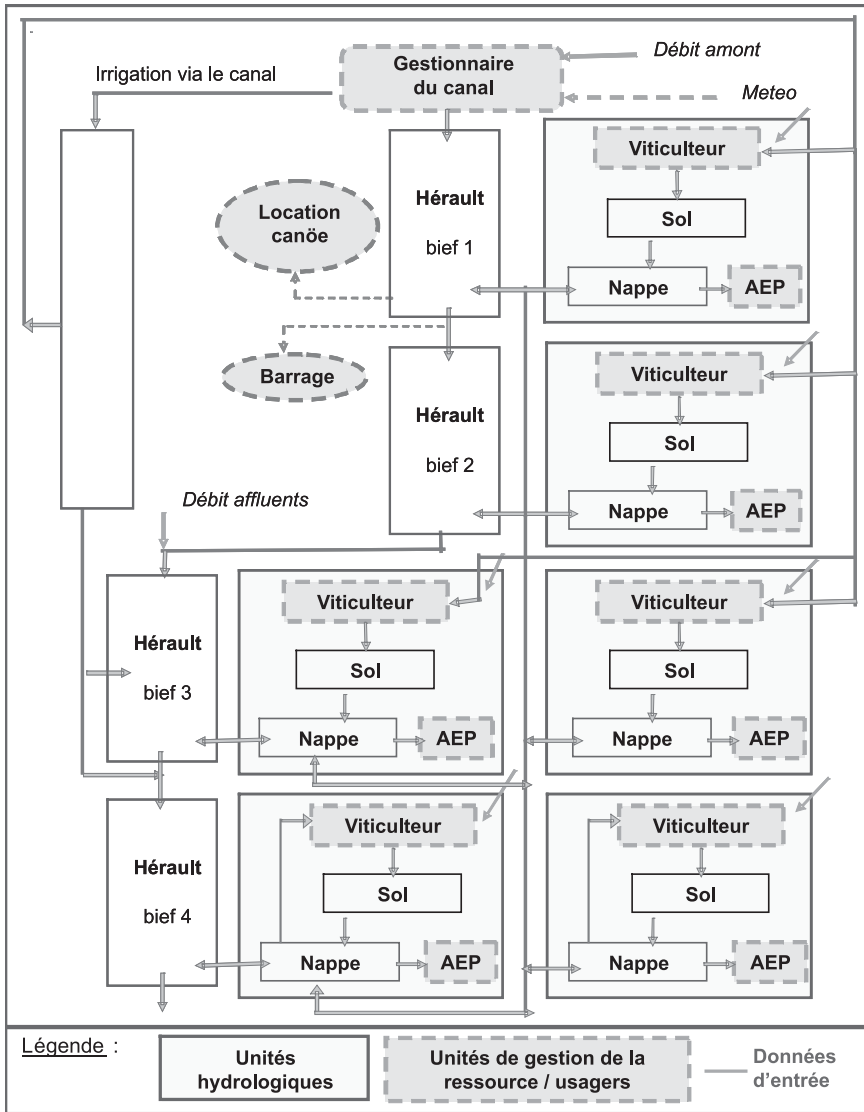 Débit amont
Gestionnaire
du canal
Irrigation via le canal
Meteo
Viticulteur
Location
canöe
Hérault
bief 1
Sol
Nappe
AEP
Barrage
Viticulteur
Hérault
bief 2
Sol
Débit affluents
Nappe
AEP
Viticulteur
Viticulteur
Hérault
bief 3
Sol
Sol
Nappe
AEP
Nappe
AEP
Viticulteur
Viticulteur
Hérault
bief 4
Sol
Sol
Nappe
AEP
Nappe
AEP
Légende :
Unités
hydrologiques
Unités de gestion de la
ressource / usagers
Données
d'entrée